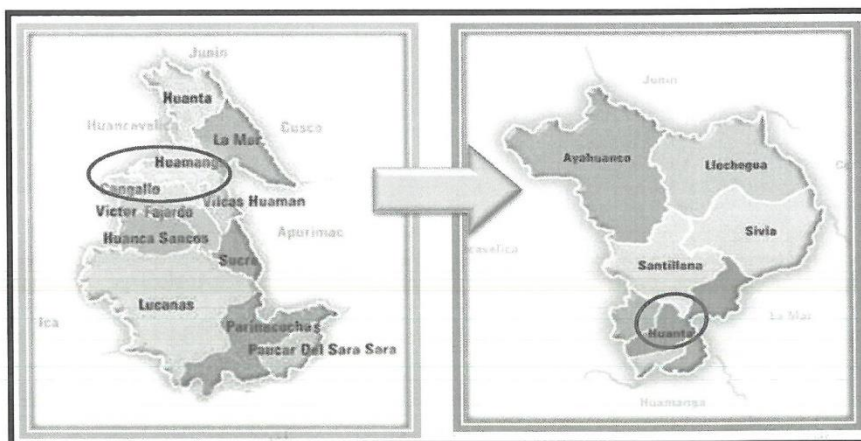 Junin
Huanta
Huancavelica
La Mar
Cusco
Huamanga
Cangallo
Vilcas Huaman
Victor Fajardo
Apurimac
Huanca Sancos
Sucre
Lucanas
Ica
Parinacochas
Paucar Del Sara Sara
Junin
Ayahuanco
Llochegua
Sivia
Santillana
La Mar
Huanta
Huamanga